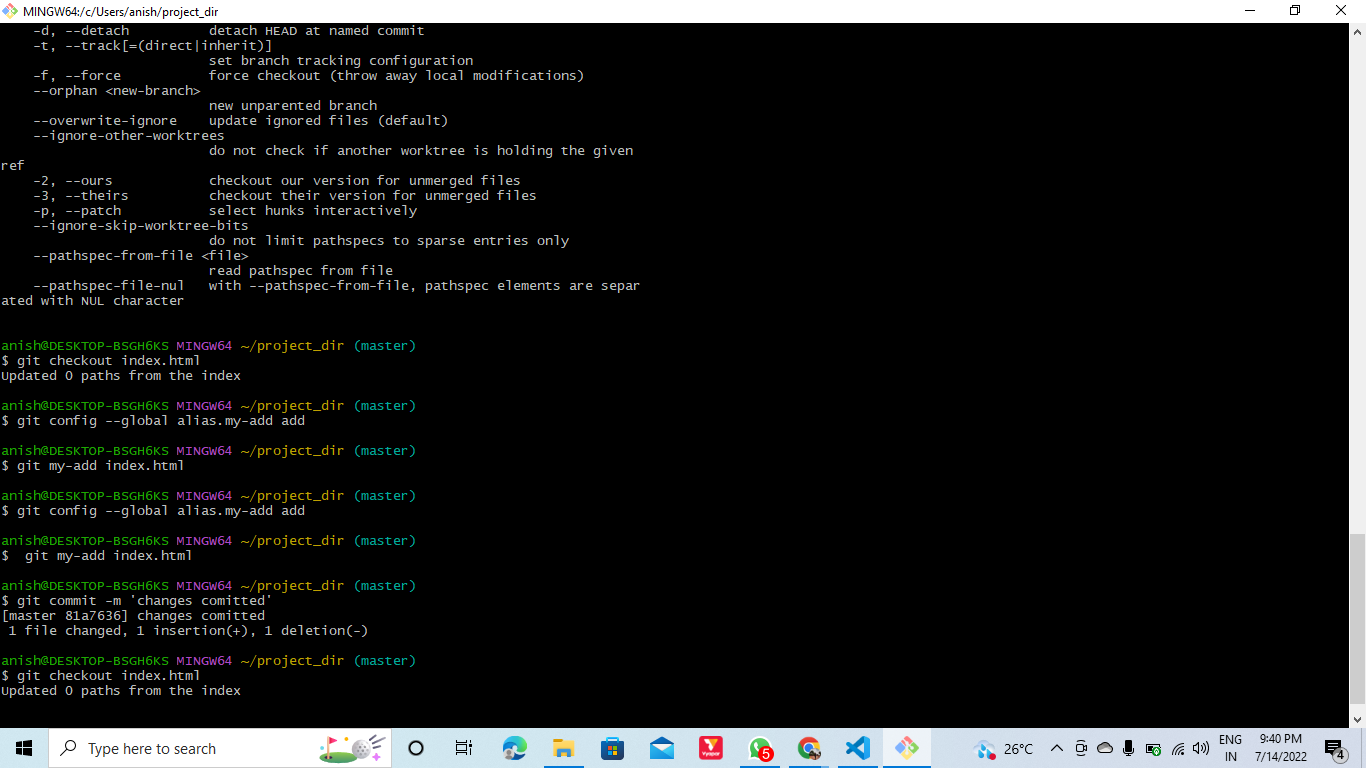 MINGW64:/c/Users/anish/project_dir
-d, --detach          detach HEAD at named commit
-t, --track[=(direct|inherit)]
set branch tracking configuration
-f, --force           force checkout (throw away local modifications)
--orphan <new-branch>
new unparented branch
--overwrite-ignore    update ignored files (default)
--ignore-other-worktrees
do not check if another worktree is holding the given
ref
-2, --ours            checkout our version for unmerged files
-3, --theirs          checkout their version for unmerged files
-p, --patch           select hunks interactively
--ignore-skip-worktree-bits
do not limit pathspecs to sparse entries only
--pathspec-from-file <file>
read pathspec from file
--pathspec-file-nul   with --pathspec-from-file, pathspec elements are separ
ated with NUL character
anish@DESKTOP-BSGH6KS MINGW64 ~/project_dir (master)
$ git checkout index.html
Updated 0 paths from the index
anish@DESKTOP-BSGH6KS MINGW64 ~/project_dir (master)
$ git config --global alias.my-add add
anish@DESKTOP-BSGH6KS MINGW64 ~/project_dir (master)
$ git my-add index.html
anish@DESKTOP-BSGH6KS MINGW64 ~/project_dir (master)
$ git config --global alias.my-add add
anish@DESKTOP-BSGH6KS MINGW64 ~/project_dir (master)
$  git my-add index.html
anish@DESKTOP-BSGH6KS MINGW64 ~/project_dir (master)
$ git commit -m 'changes comitted'
[master 81a7636] changes comitted
1 file changed, 1 insertion(+), 1 deletion(-)
anish@DESKTOP-BSGH6KS MINGW64 ~/project_dir (master)
$ git checkout index.html
Updated 0 paths from the index
Type here to search
5
26°C
ENG
IN
9:40 PM
7/14/2022
4